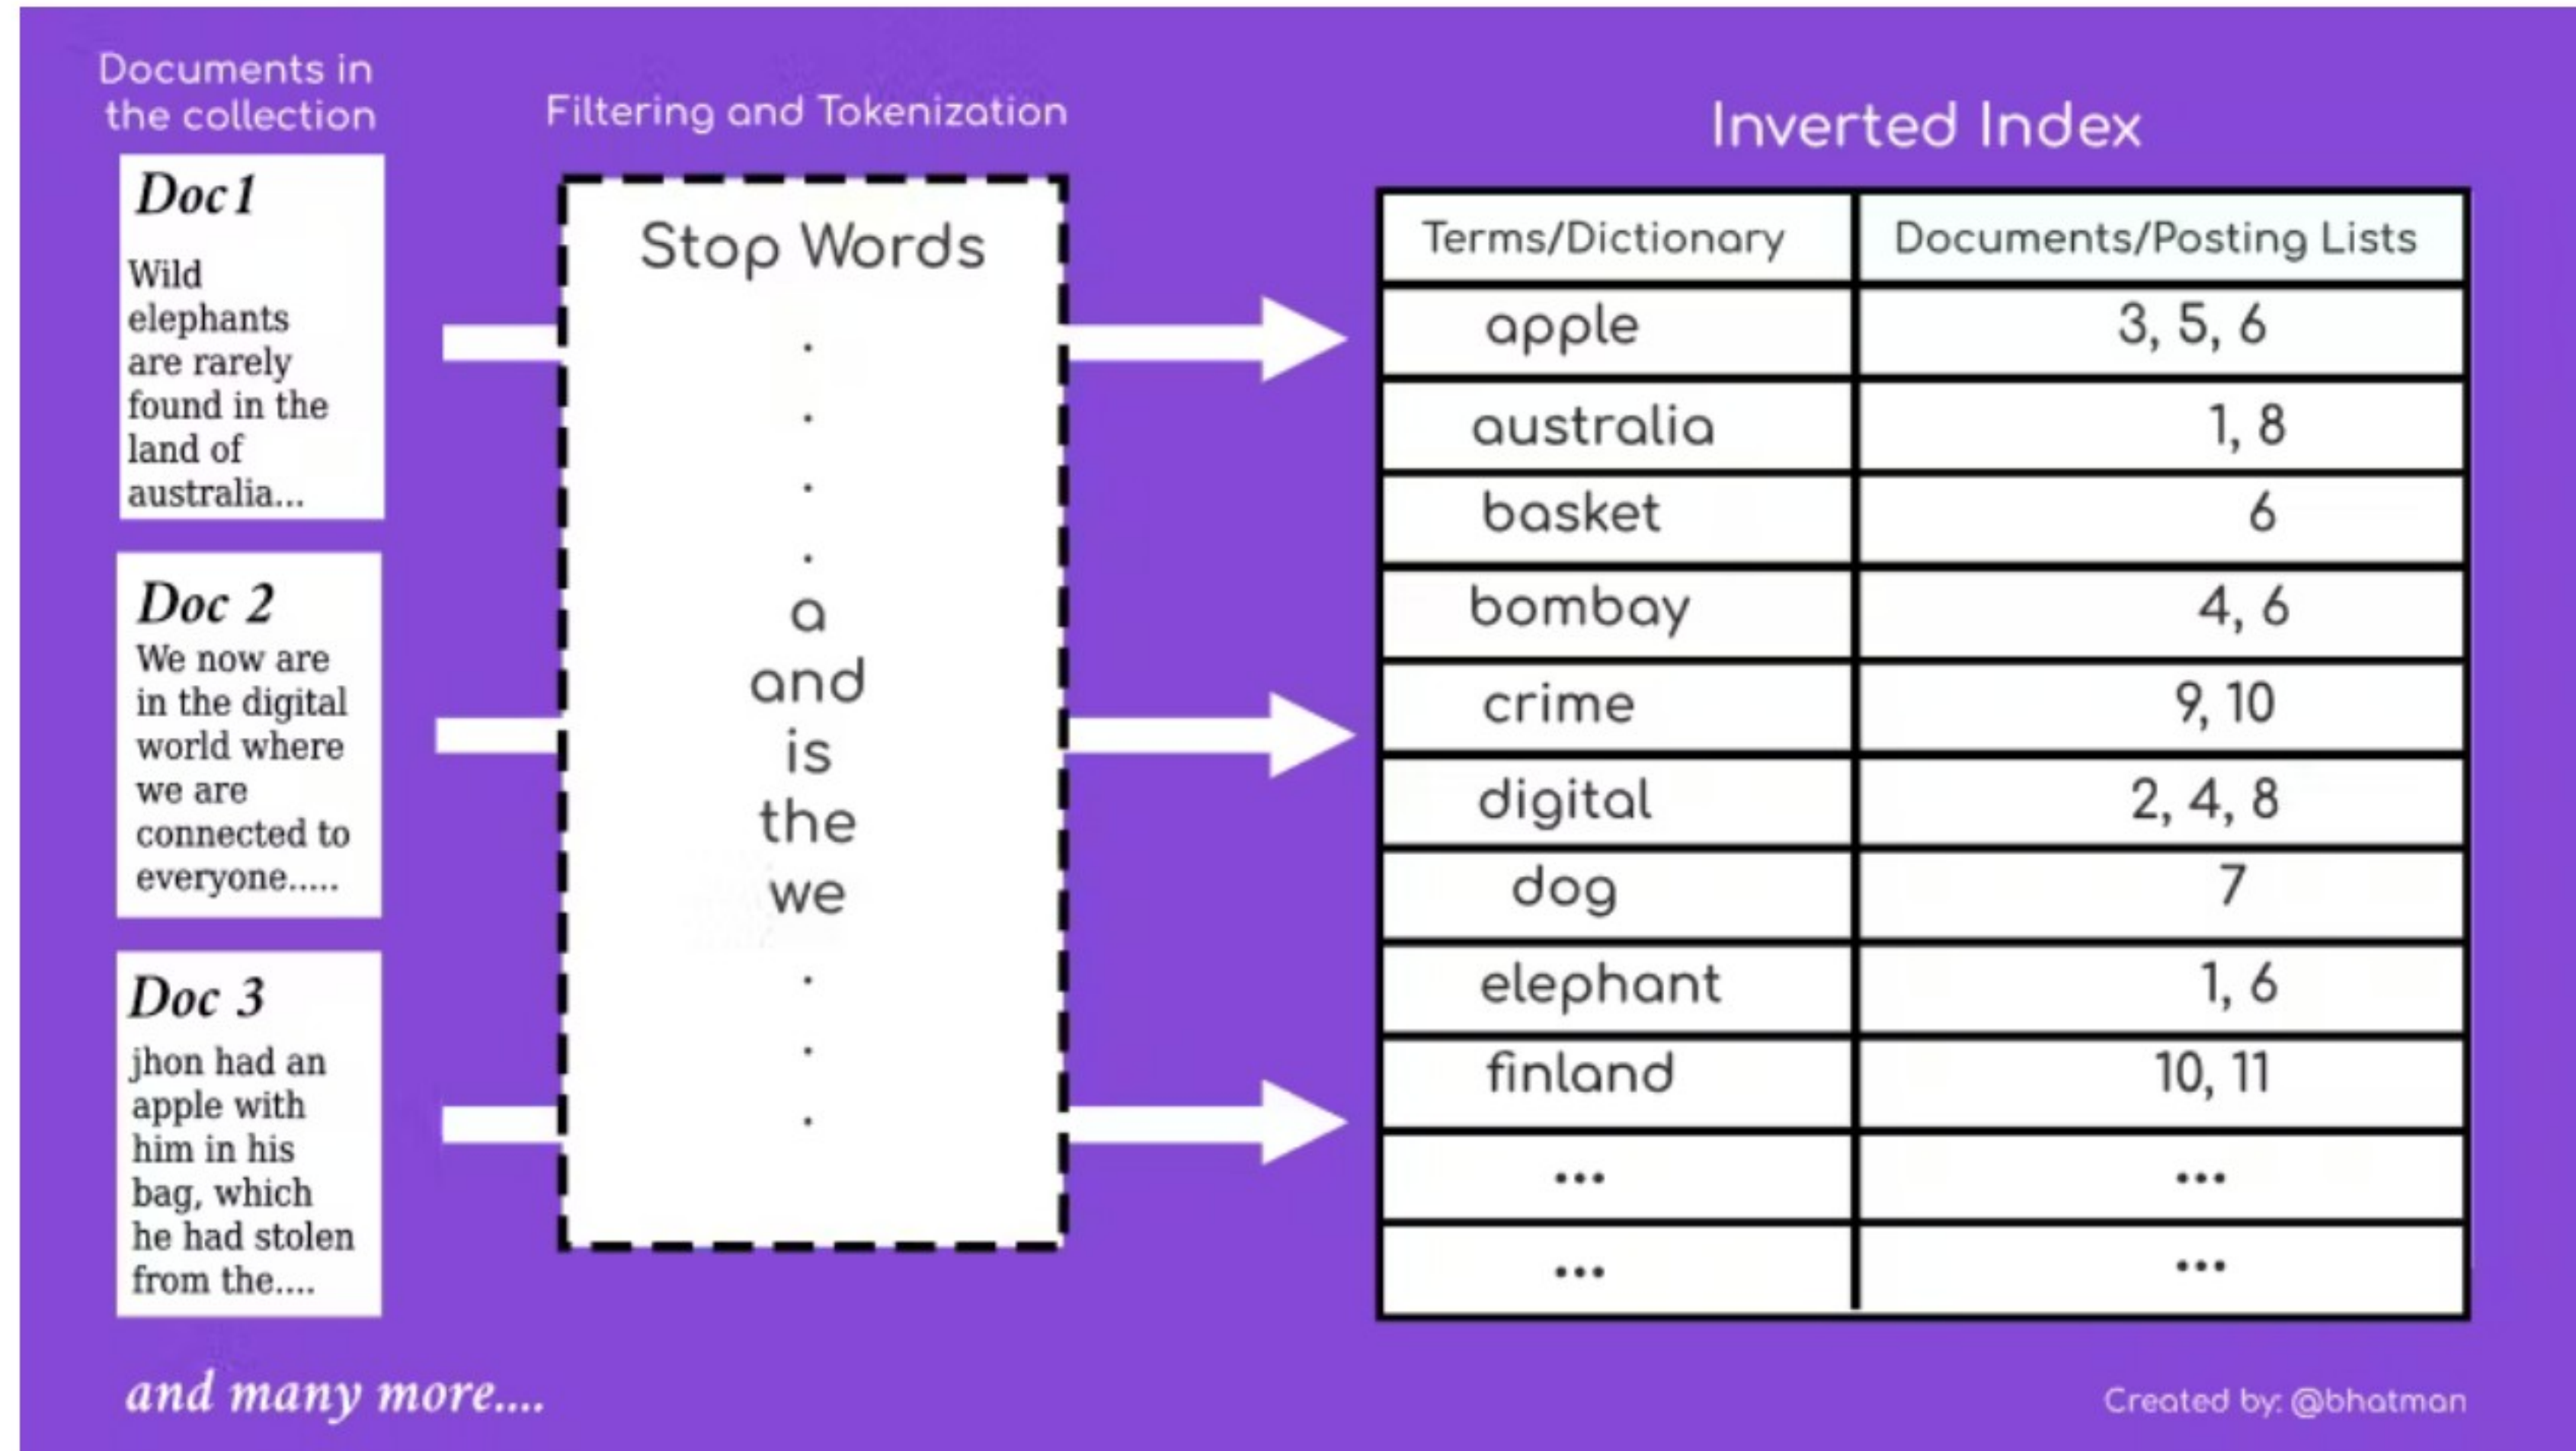 Documents in
the collection
Doc1
Wild
elephants
are rarely
found in the
land of
australia...
Doc 2
We now are
in the digital
world where
we are
connected to
everyone.....
Doc 3
jhon had an
apple with
him in his
bag, which
he had stolen
from the....
and many more....
Filtering and Tokenization
Stop Words
.
.
.
.
a
and
is
the
we
.
.
.
Inverted Index
Terms/Dictionary Documents/Posting Lists
apple 3, 5, 6
australia 1, 8
basket 6
bombay 4, 6
crime 9, 10
digital 2, 4, 8
dog 7
elephant 1, 6
finland 10, 11
... ...
... ...
Created by: @bhatman